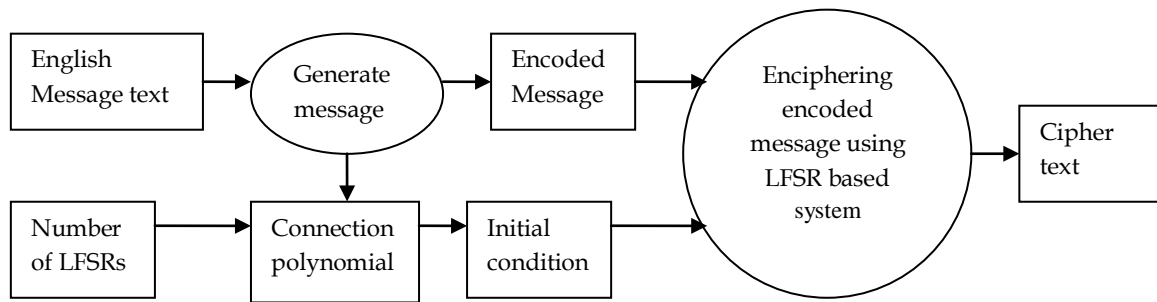 English
Message text
Generate
message
Encoded
Message
Enciphering
encoded
message using
LFSR based
system
Cipher
text
Number
of LFSRs
Connection
polynomial
Initial
condition